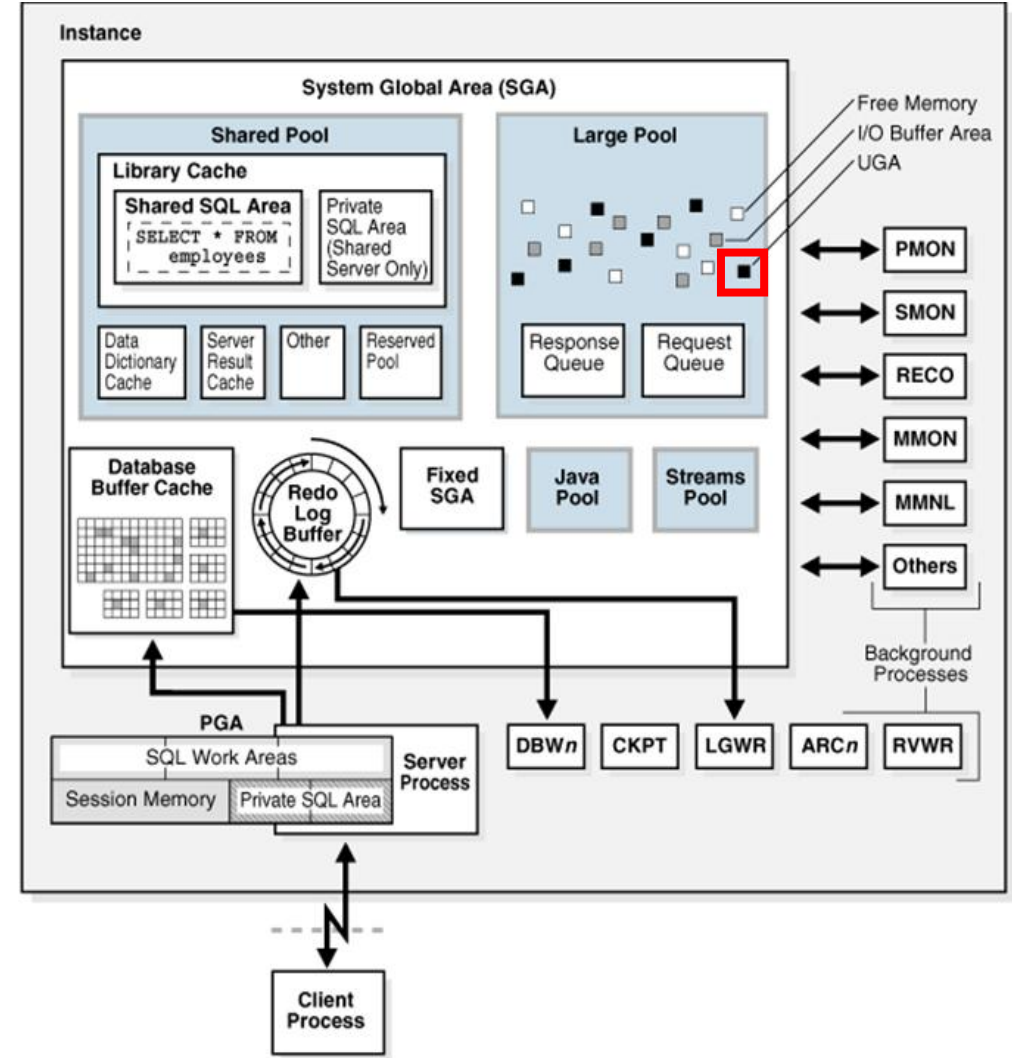 Instance
System Global Area (SGA)
Shared Pool
Library Cache
Shared SQL Area
SELECT * FROM
employees
Private
SQL Area
(Shared
Server Only)
Data
Dictionary
Cache
Server
Result
Cache
Other
Reserved
Pool
Large Pool
Response
Queue
Request
Queue
Free Memory
I/O Buffer Area
UGA
Database
Buffer Cache
Redo
Log
Buffer
Fixed
SGA
Java
Pool
Streams
Pool
PMON
SMON
RECO
MMON
MMNL
Others
Background
Processes
PGA
SQL Work Areas
Session Memory
Private SQL Area
Server
Process
DBWn
CKPT
LGWR
ARCn
RVWR
Client
Process